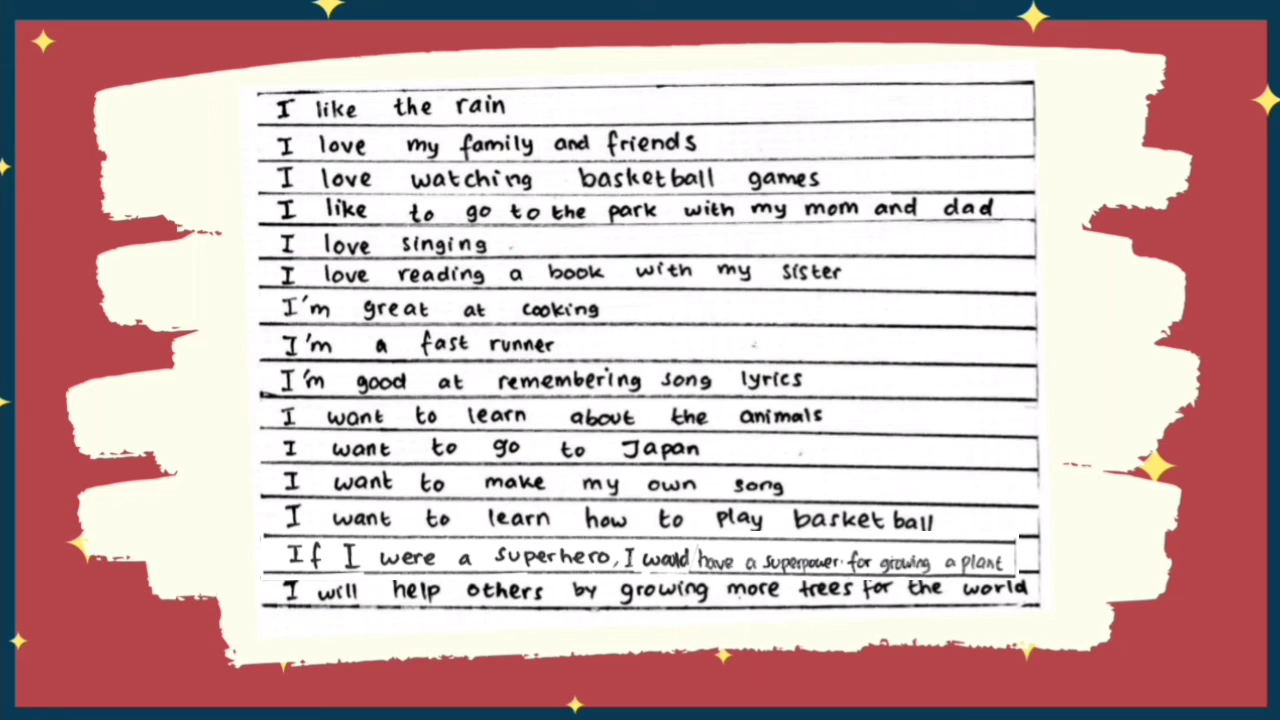 I like the rain
I love my family and friends
I love watching basketball games
I like to go to the park with my mom and dad
I love singing
I love reading a book with my sister
I'm great at cooking
I'm a fast runner
I'm good at remembering song lyrics
I want to learn about the animals
I want to go to Japan
I want to make my own song
I want to learn how to play basketball
If I were a superhero, I would have a superpower for growing a plant
I will help others by growing more trees for the world